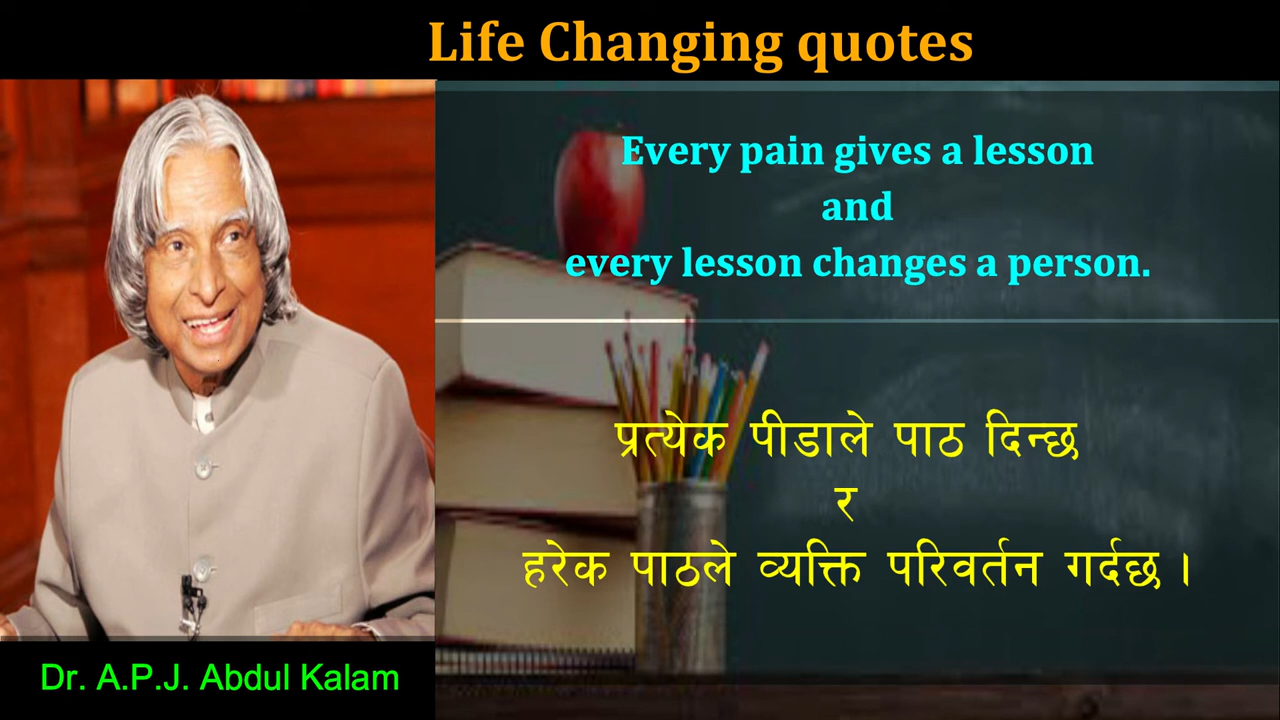 Life Changing quotes
Every pain gives a lesson
and
every lesson changes a person.
प्रत्येक पीडाले पाठ दिन्छ
र
हरेक पाठले व्यक्ति परिवर्तन गर्दछ ।
Dr. A.P.J. Abdul Kalam